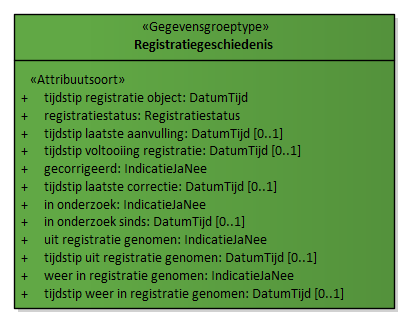 «Gegevensgroeptype»
Registratiegeschiedenis
«Attribuutsoort»
+ tijdstip registratie object: DatumTijd
+ registratiestatus: Registratiestatus
+ tijdstip laatste aanvulling: DatumTijd [0..1]
+ tijdstip voltooiing registratie: DatumTijd [0..1]
+ gecorrigeerd: IndicatieJaNee
+ tijdstip laatste correctie: DatumTijd [0..1]
+ in onderzoek: IndicatieJaNee
+ in onderzoek sinds: DatumTijd [0..1]
+ uit registratie genomen: IndicatieJaNee
+ tijdstip uit registratie genomen: DatumTijd [0..1]
+ weer in registratie genomen: IndicatieJaNee
+ tijdstip weer in registratie genomen: DatumTijd [0..1]